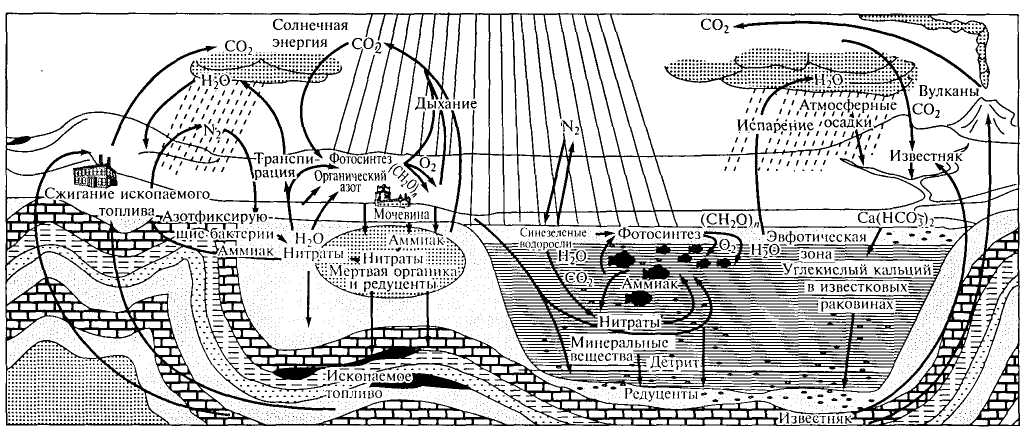 Солнечная
энергия
CO₂
CO₂
CO₂
H₂O
H₂O
Вулканы
Дыхание
Атмосферные
осадки
CO₂
N₂
N₂
Испарение
Транспи-
рация
Фотосинтез
O₂
Органический
азот
(CH₂O)ₙ
Известняк
Сжигание ископаемого
топлива
Мочевина
Азотфиксирую
щие бактерии
Аммиак
H₂O
Нитраты
Аммиак
Нитраты
Мертвая органика
и редуценты
Синезеленые
водоросли
Фотосинтез
(CH₂O)ₙ
Ca(HCO₃)₂
H₂O
O₂
H₂O
Эвфотическая
зона
CO₂
Аммиак
Углекислый кальций
в известковых
раковинах
Нитраты
Минеральные
вещества
Детрит
Ископаемое
топливо
Редуценты
Известняк